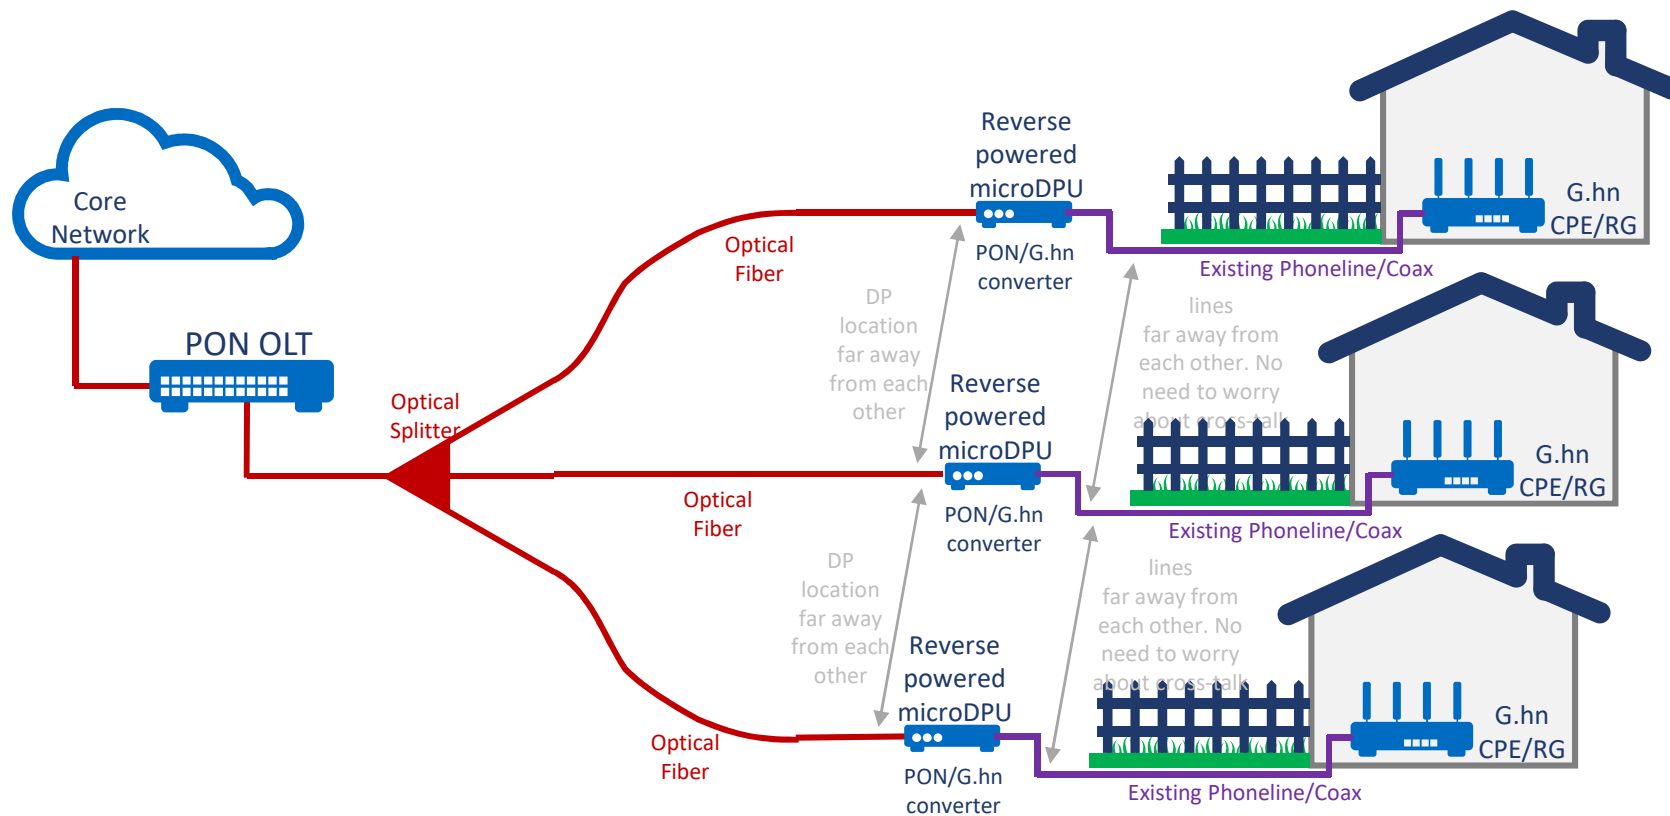 Core
Network
PON OLT
Optical
Splitter
Optical
Fiber
Reverse
powered
microDPU
PON/G.hn
converter
Existing Phoneline/Coax
G.hn
CPE/RG
DP
location
far away
from each
other
lines
far away from
each other. No
need to worry
about cross-talk
Optical
Fiber
Reverse
powered
microDPU
PON/G.hn
converter
Existing Phoneline/Coax
G.hn
CPE/RG
DP
location
far away
from each
other
lines
far away from
each other. No
need to worry
about cross-talk
Optical
Fiber
Reverse
powered
microDPU
PON/G.hn
converter
Existing Phoneline/Coax
G.hn
CPE/RG